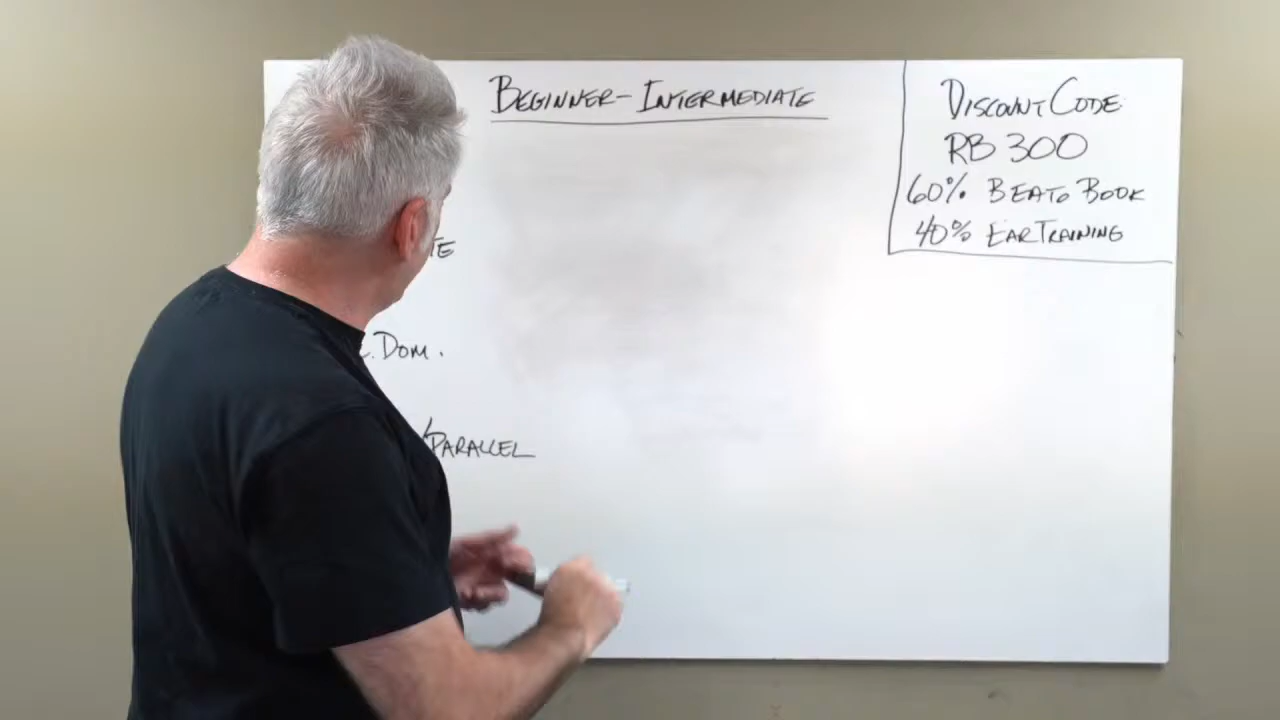 BEGINNER-INTERMEDIATE
DISCOUNT CODE
RB 300
60% BEATO BOOK
40% EAR TRAINING
TE
. DOM.
/PARALLEL